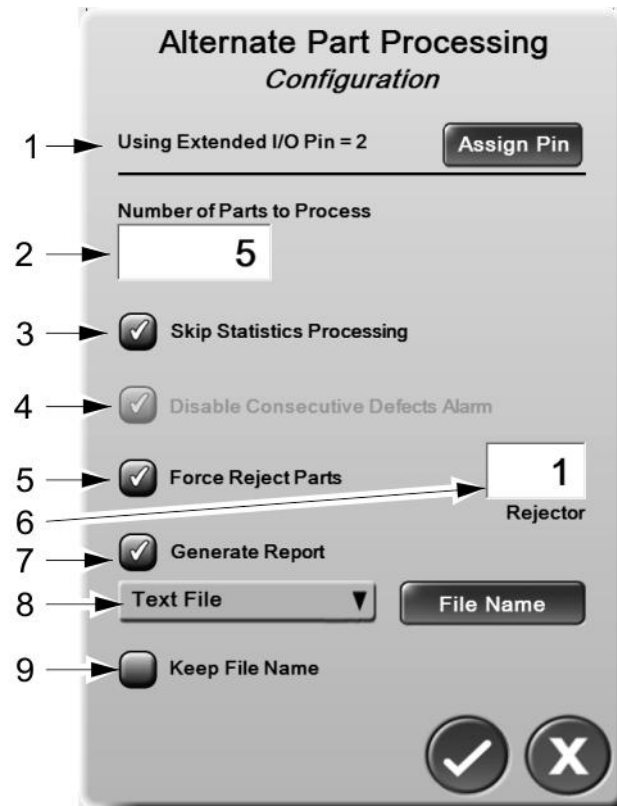 Alternate Part Processing
Configuration
1 Using Extended I/O Pin = 2 Assign Pin
Number of Parts to Process
2 5
3 Skip Statistics Processing
4 Disable Consecutive Defects Alarm
5 Force Reject Parts 1
6 Rejector
7 Generate Report
8 Text File File Name
9 Keep File Name